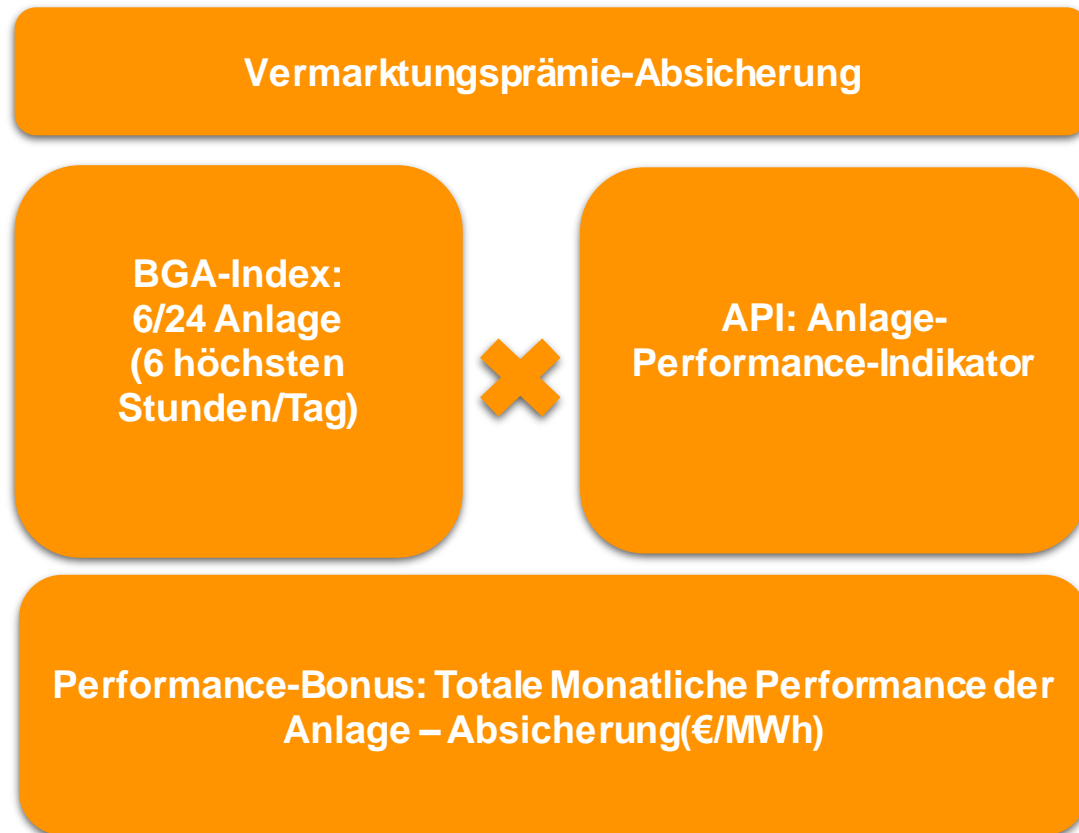 Vermarktungsprämie-Absicherung
BGA-Index:
6/24 Anlage
(6 höchsten
Stunden/Tag)
API: Anlage-
Performance-Indikator
Performance-Bonus: Totale Monatliche Performance der
Anlage – Absicherung(€/MWh)